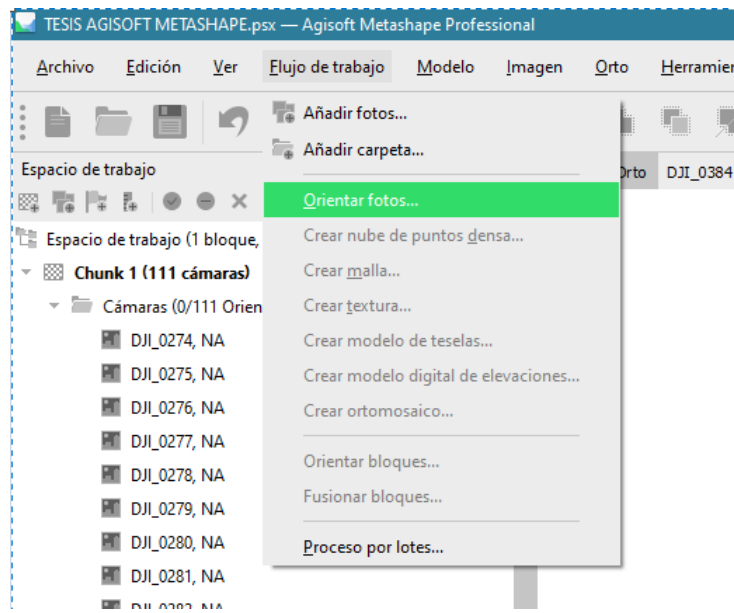 TESIS AGISOFT METASHAPE.psx — Agisoft Metashape Professional
Archivo Edición Ver Flujo de trabajo Modelo Imagen Orto
Espacio de trabajo
Espacio de trabajo (1 bloque,
Chunk 1 (111 cámaras)
Cámaras (0/111 Orien
DJI_0274, NA
DJI_0275, NA
DJI_0276, NA
DJI_0277, NA
DJI_0278, NA
DJI_0279, NA
DJI_0280, NA
DJI_0281, NA
Añadir fotos...
Añadir carpeta...
Orientar fotos...
Crear nube de puntos densa...
Crear malla...
Crear textura...
Crear modelo de teselas...
Crear modelo digital de elevaciones...
Crear ortomosaico...
Orientar bloques...
Fusionar bloques...
Proceso por lotes...
Orto DJI_0384